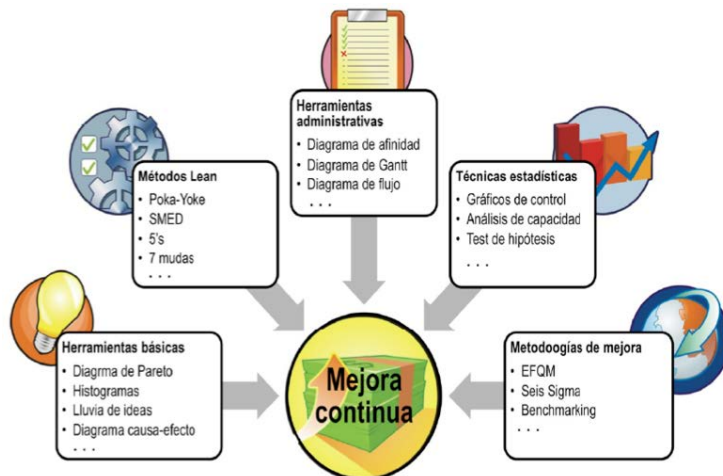 Herramientas
administrativas
• Diagrama de afinidad
• Diagrama de Gantt
• Diagrama de flujo
. . .
Métodos Lean
• Poka-Yoke
• SMED
• 5's
• 7 mudas
. . .
Técnicas estadísticas
• Gráficos de control
• Análisis de capacidad
• Test de hipótesis
. . .
Herramientas básicas
• Diagrma de Pareto
• Histogramas
• Lluvia de ideas
• Diagrama causa-efecto
. . .
Mejora
continua
Metodoogías de mejora
• EFQM
• Seis Sigma
• Benchmarking
. . .